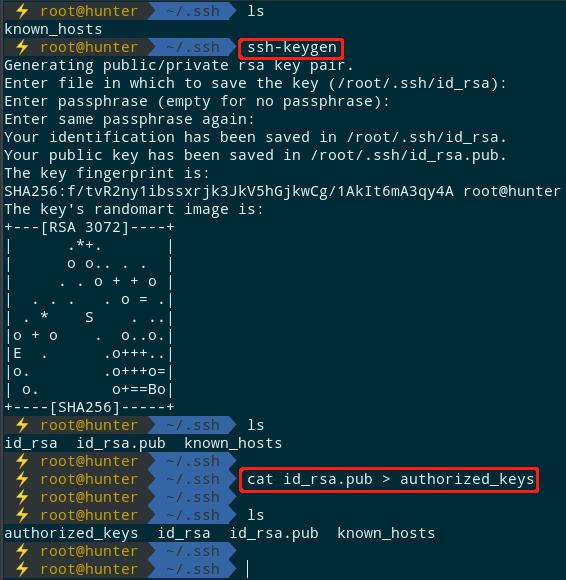 ⚡ root@hunter ~/.ssh ls
known_hosts
⚡ root@hunter ~/.ssh ssh-keygen
Generating public/private rsa key pair.
Enter file in which to save the key (/root/.ssh/id_rsa):
Enter passphrase (empty for no passphrase):
Enter same passphrase again:
Your identification has been saved in /root/.ssh/id_rsa.
Your public key has been saved in /root/.ssh/id_rsa.pub.
The key fingerprint is:
SHA256:f/tvR2ny1ibssxrjk3JkV5hGjkwCg/1AkIt6mA3qy4A root@hunter
The key's randomart image is:
+---[RSA 3072]----+
|      .*+.       |
|      o o.. . .  |
|     . . o + + o |
|  . . .   . o = .|
| . *    S    . ..|
|o + o    .  o..o.|
|E  .      .o+++..|
|o.        .o+++o=|
| o.        o+==Bo|
+----[SHA256]-----+
⚡ root@hunter ~/.ssh ls
id_rsa  id_rsa.pub  known_hosts
⚡ root@hunter ~/.ssh
⚡ root@hunter ~/.ssh cat id_rsa.pub > authorized_keys
⚡ root@hunter ~/.ssh
⚡ root@hunter ~/.ssh ls
authorized_keys  id_rsa  id_rsa.pub  known_hosts
⚡ root@hunter ~/.ssh
⚡ root@hunter ~/.ssh